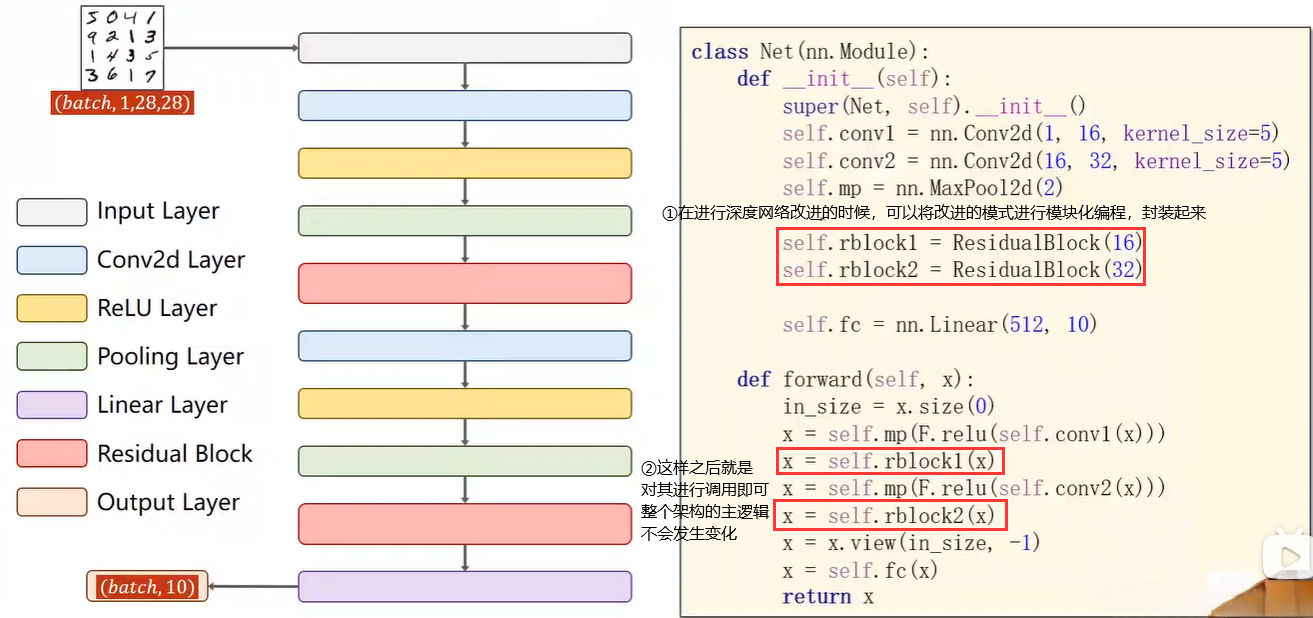 5 0 4 1
9 2 1 3
1 4 3 5
3 6 1 7
(batch, 1,28,28)
Input Layer
Conv2d Layer
ReLU Layer
Pooling Layer
Linear Layer
Residual Block
Output Layer
(batch, 10)
class Net(nn.Module):
def __init__(self):
super(Net, self).__init__()
self.conv1 = nn.Conv2d(1, 16, kernel_size=5)
self.conv2 = nn.Conv2d(16, 32, kernel_size=5)
self.mp = nn.MaxPool2d(2)
①在进行深度网络改进的时候，可以将改进的模式进行模块化编程，封装起来
self.rblock1 = ResidualBlock(16)
self.rblock2 = ResidualBlock(32)
self.fc = nn.Linear(512, 10)
def forward(self, x):
in_size = x.size(0)
x = self.mp(F.relu(self.conv1(x)))
x = self.rblock1(x)
x = self.mp(F.relu(self.conv2(x)))
x = self.rblock2(x)
x = x.view(in_size, -1)
x = self.fc(x)
return x
②这样之后就是
对其进行调用即可
整个架构的主逻辑
不会发生变化